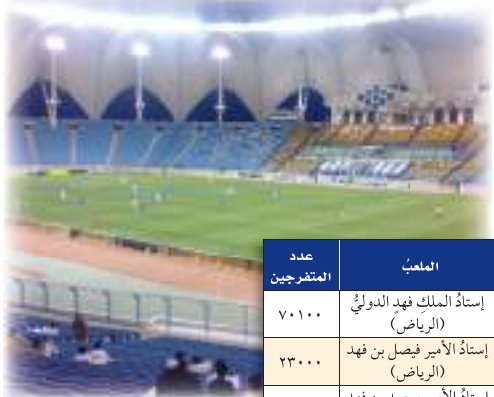 الملعبُ
عدد
المتفرجين
إستادُ الملكِ فهدٍ الدوليُّ
(الرياض)
٧٠١٠٠
إستادُ الأمير فيصل بن فهد
(الرياض)
٢٣٠٠٠